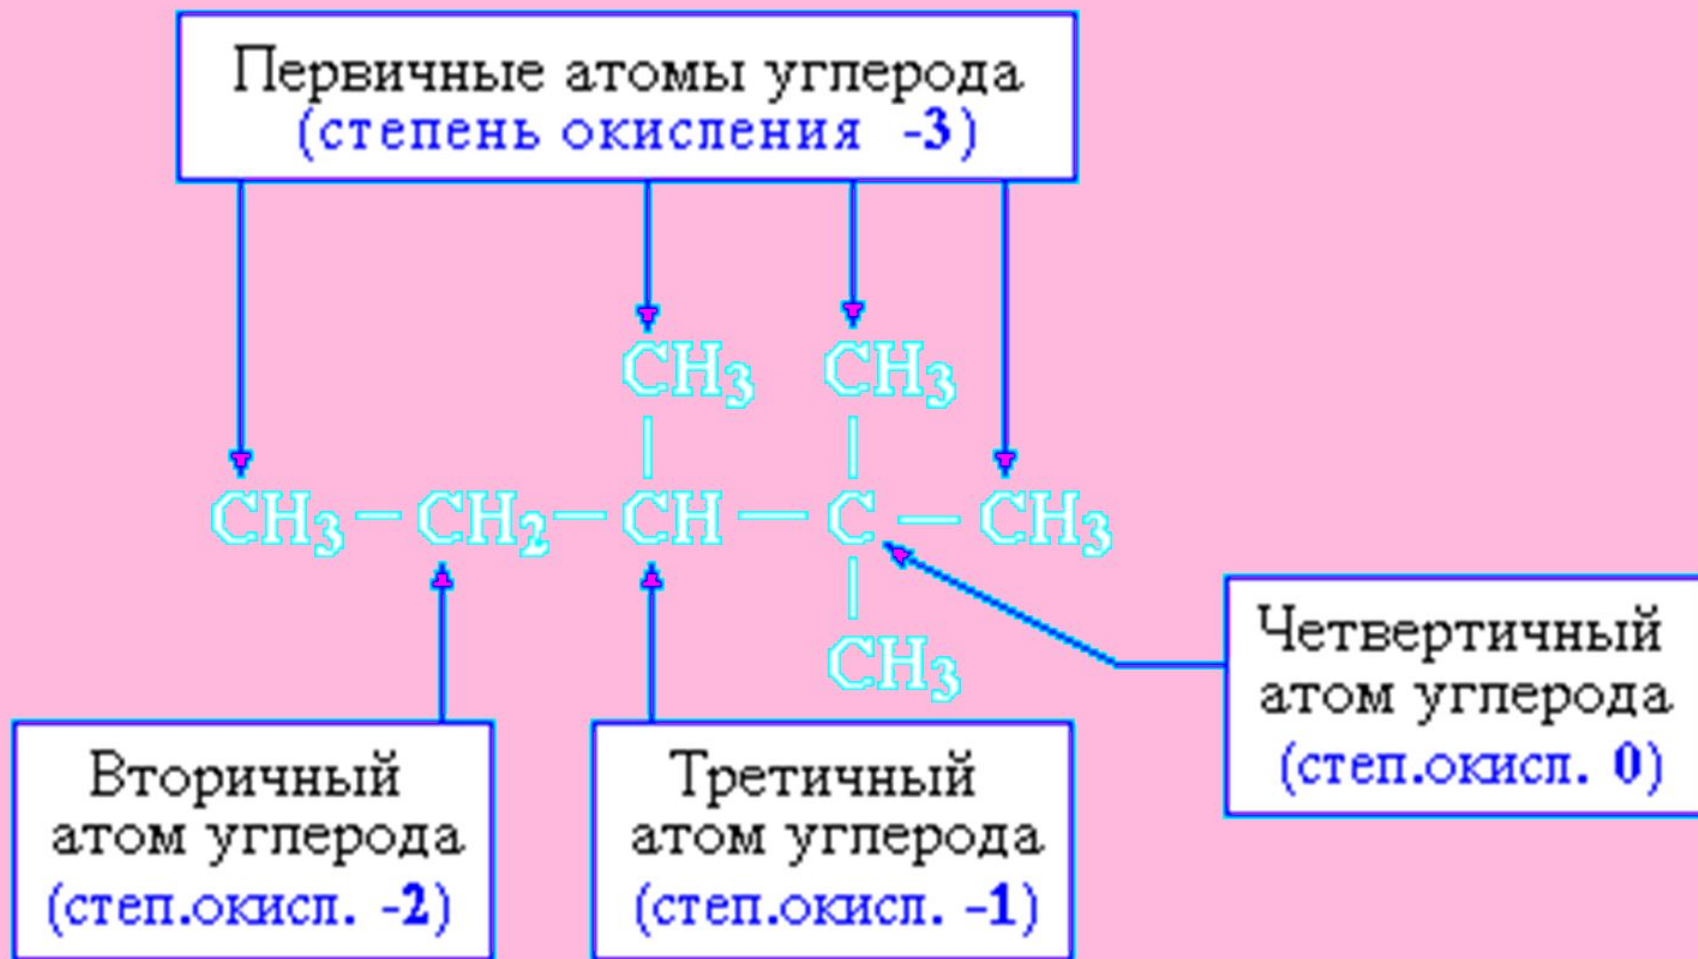 Первичные атомы углерода
(степень окисления -3)
CH3 CH3
CH3 – CH2 – CH — C — CH3
CH3
Четвертичный
атом углерода
(степ.окисл. 0)
Вторичный
атом углерода
(степ.окисл. -2)
Третичный
атом углерода
(степ.окисл. -1)